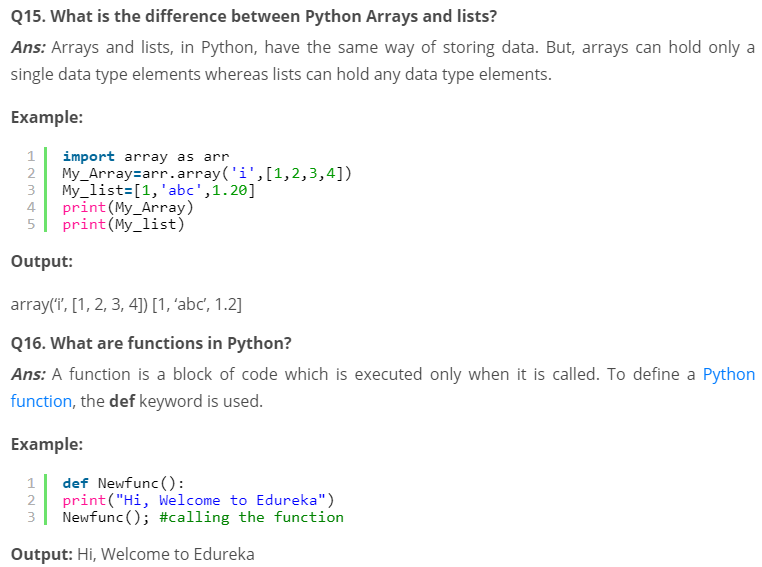 Q15. What is the difference between Python Arrays and lists?
Ans: Arrays and lists, in Python, have the same way of storing data. But, arrays can hold only a
single data type elements whereas lists can hold any data type elements.
Example:
1 import array as arr
2 My_Array=arr.array('i',[1,2,3,4])
3 My_list=[1,'abc',1.20]
4 print(My_Array)
5 print(My_list)
Output:
array(‘i’, [1, 2, 3, 4]) [1, ‘abc’, 1.2]
Q16. What are functions in Python?
Ans: A function is a block of code which is executed only when it is called. To define a Python
function, the def keyword is used.
Example:
1 def Newfunc():
2 print("Hi, Welcome to Edureka")
3 Newfunc(); #calling the function
Output: Hi, Welcome to Edureka